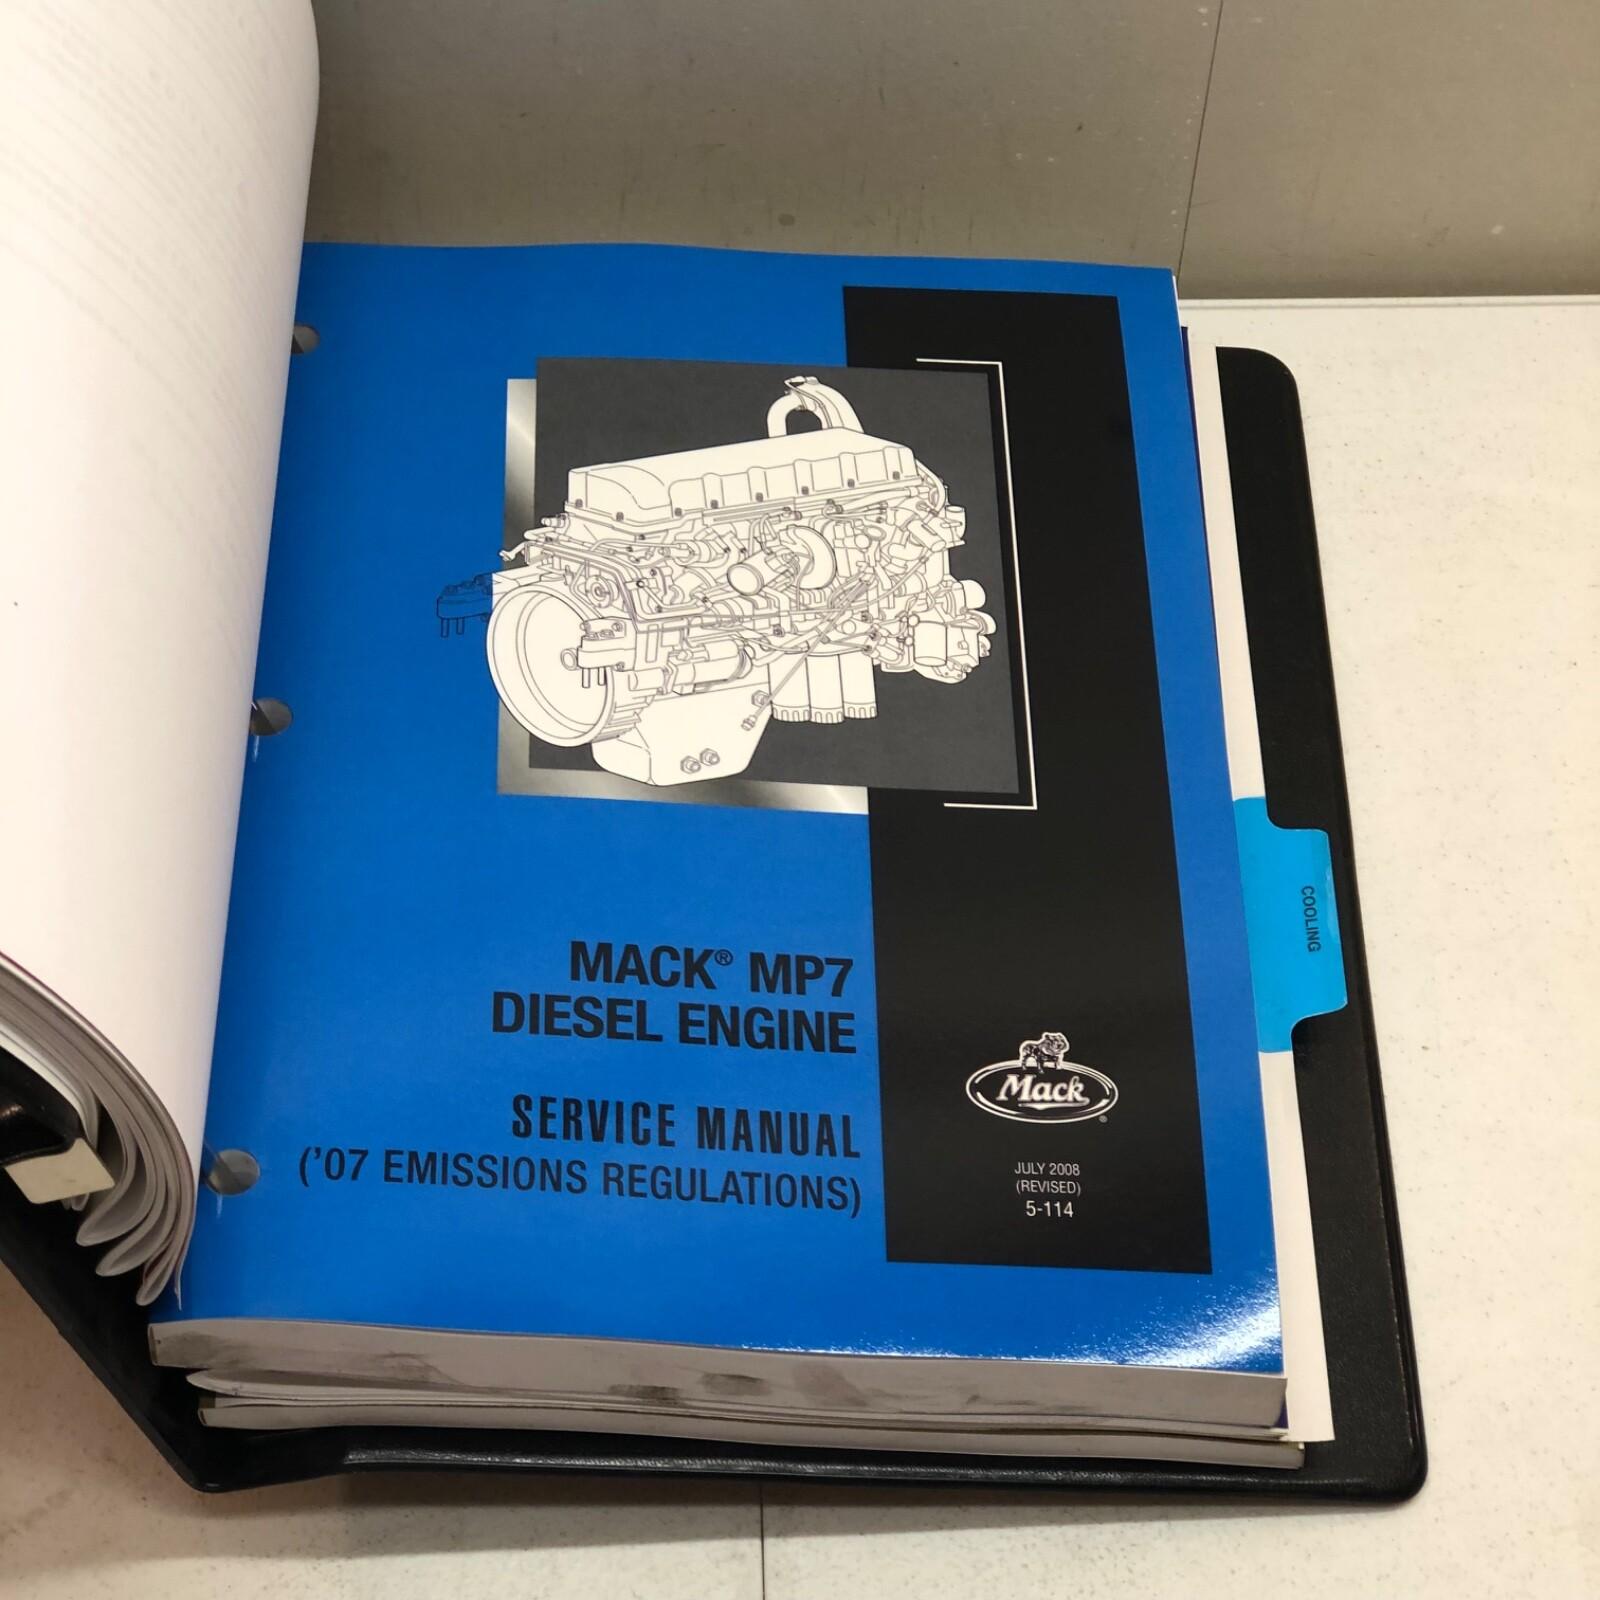 MACK® MP7
DIESEL ENGINE
SERVICE MANUAL
('07 EMISSIONS REGULATIONS)
Mack
®
JULY 2008
(REVISED)
5-114
COOLING